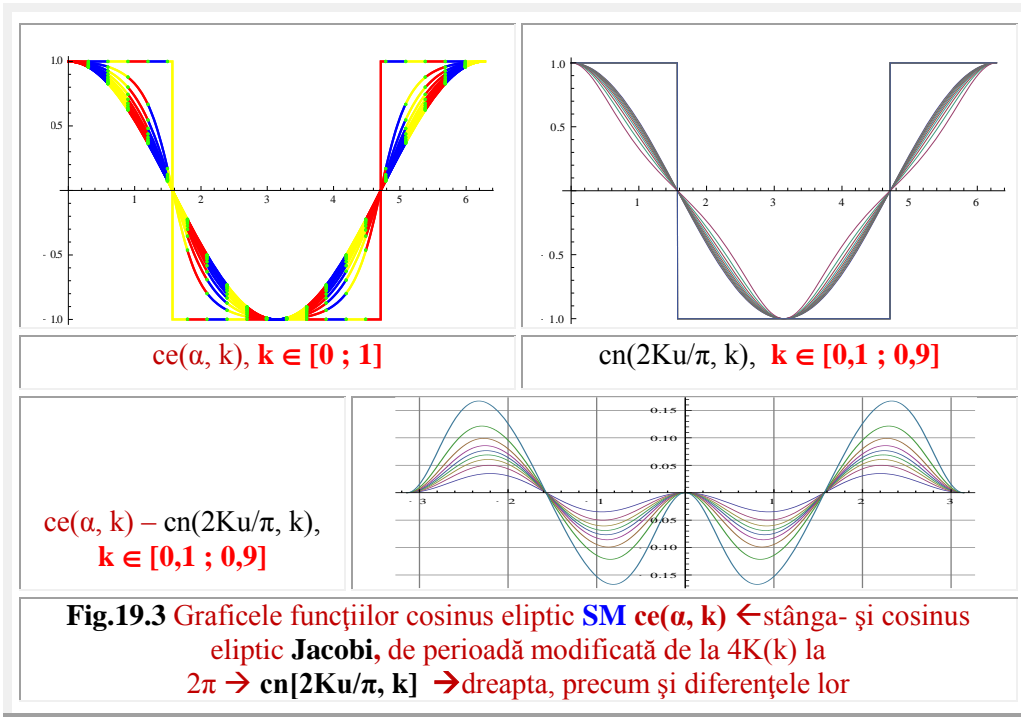 1.0
0.5
- 0.5
- 1.0
1 2 3 4 5 6
1.0
0.5
- 0.5
- 1.0
1 2 3 4 5 6
ce(α, k), k ∈ [0 ; 1]
cn(2Ku/π, k), k ∈ [0,1 ; 0,9]
ce(α, k) – cn(2Ku/π, k),
k ∈ [0,1 ; 0,9]
0.15
0.10
0.05
- 3 - 2 - 1 0 1 2 3
- 0.05
- 0.10
- 0.15
Fig.19.3 Graficele funcţiilor cosinus eliptic SM ce(α, k) ←stânga- şi cosinus
eliptic Jacobi, de perioadă modificată de la 4K(k) la
2π → cn[2Ku/π, k] →dreapta, precum şi diferenţele lor